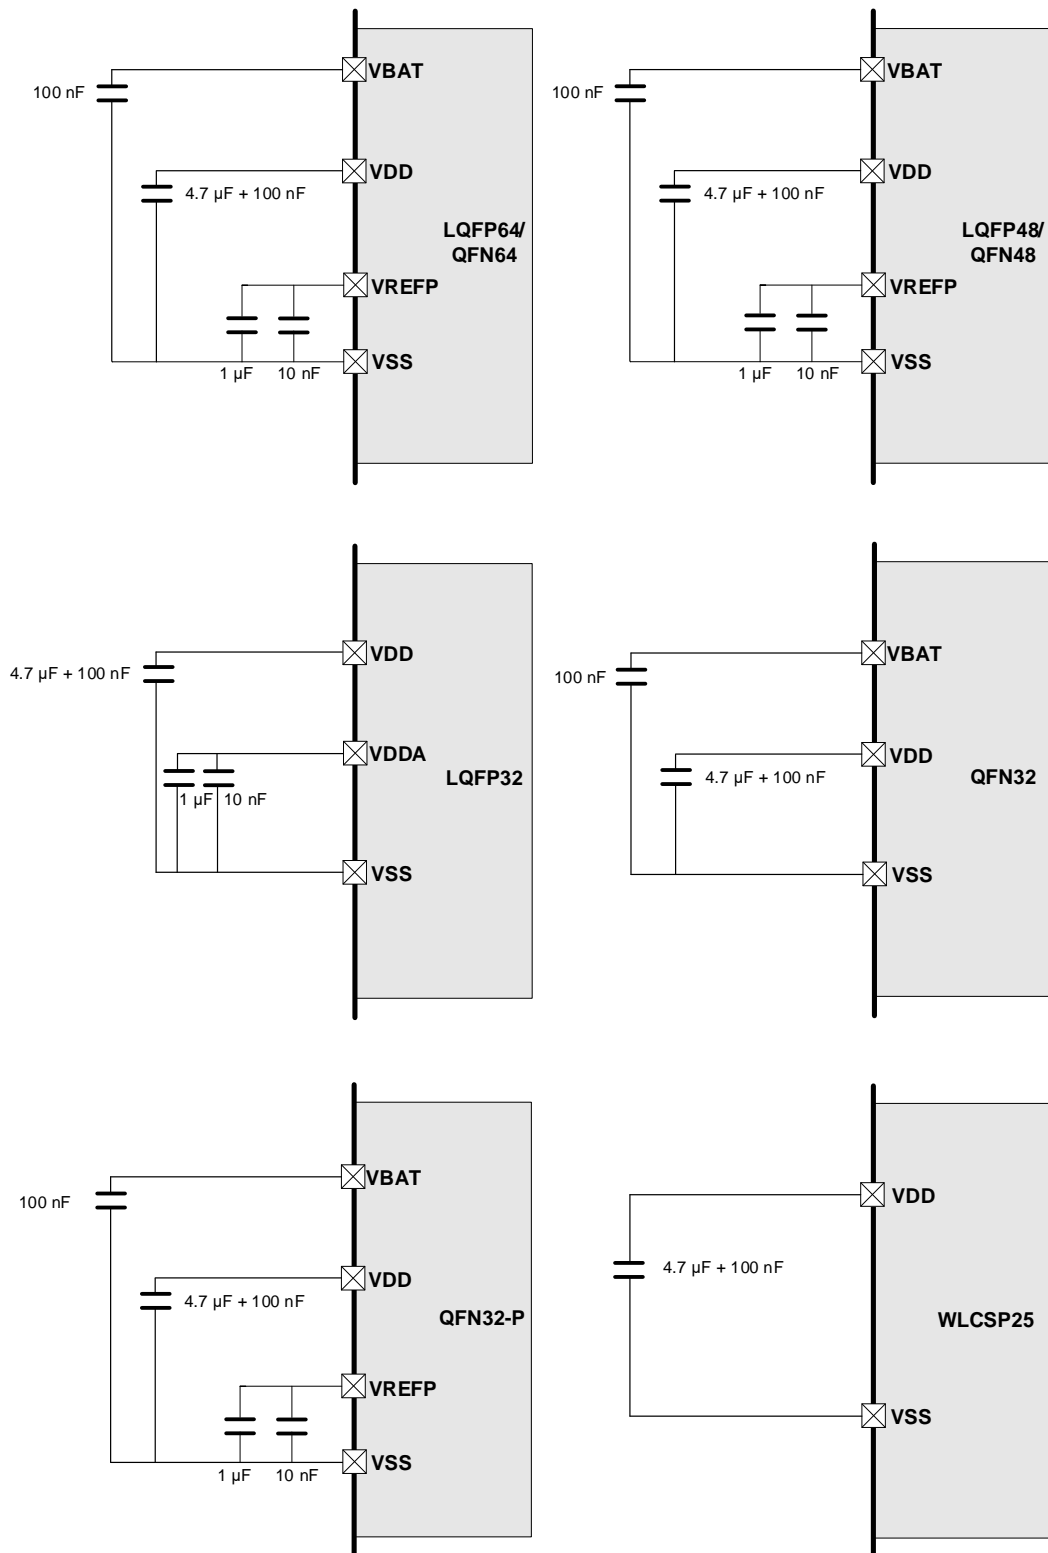 VBAT
100 nF
VDD
4.7 µF + 100 nF
LQFP64/
QFN64
VREFP
VSS
1 µF 10 nF
VBAT
100 nF
VDD
4.7 µF + 100 nF
LQFP48/
QFN48
VREFP
VSS
1 µF 10 nF
VDD
4.7 µF + 100 nF
VDDA
LQFP32
1 µF 10 nF
VSS
VBAT
100 nF
VDD
4.7 µF + 100 nF
QFN32
VSS
VBAT
100 nF
VDD
4.7 µF + 100 nF
QFN32-P
VREFP
VSS
1 µF 10 nF
VDD
4.7 µF + 100 nF
WLCSP25
VSS